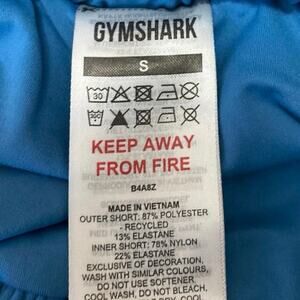 GYMSHARK
S
30
KEEP AWAY
FROM FIRE
B4A8Z
MADE IN VIETNAM
OUTER SHORT: 87% POLYESTER
- RECYCLED
13% ELASTANE
INNER SHORT: 78% NYLON
22% ELASTANE
EXCLUSIVE OF DECORATION,
WASH WITH SIMILAR COLOURS,
DO NOT USE SOFTENER
COOL WASH, DO NOT BLEACH,